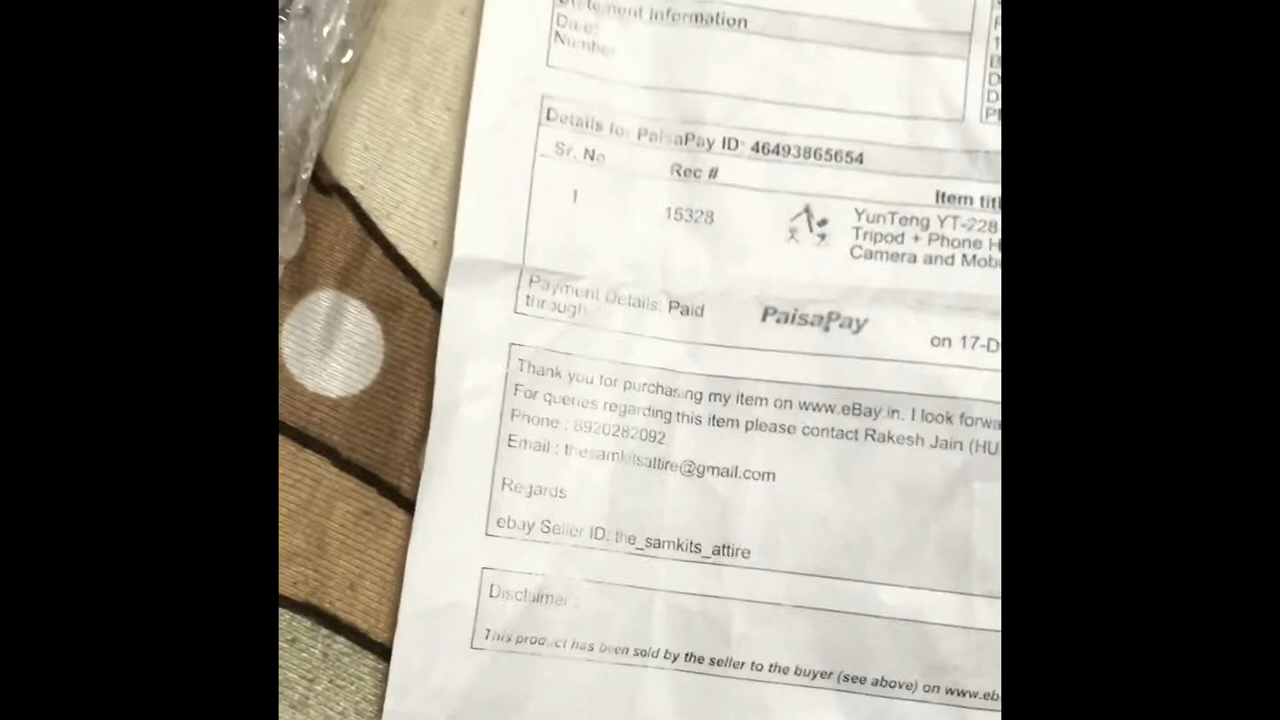 Statement Information
Date:
Number
Details for PaisaPay ID: 46493865654
Sr. No
Rec #
Item titl
1
15328
YunTeng YT-228
Tripod + Phone H
Camera and Mob
Payment Details: Paid
through
PaisaPay
on 17-D
Thank you for purchasing my item on www.eBay.in. I look forwa
For queries regarding this item please contact Rakesh Jain (HU
Phone : 8920282092
Email : thesamkitsattire@gmail.com
Regards
ebay Seller ID: the_samkits_attire
Disclaimer :
This product has been sold by the seller to the buyer (see above) on www.eb